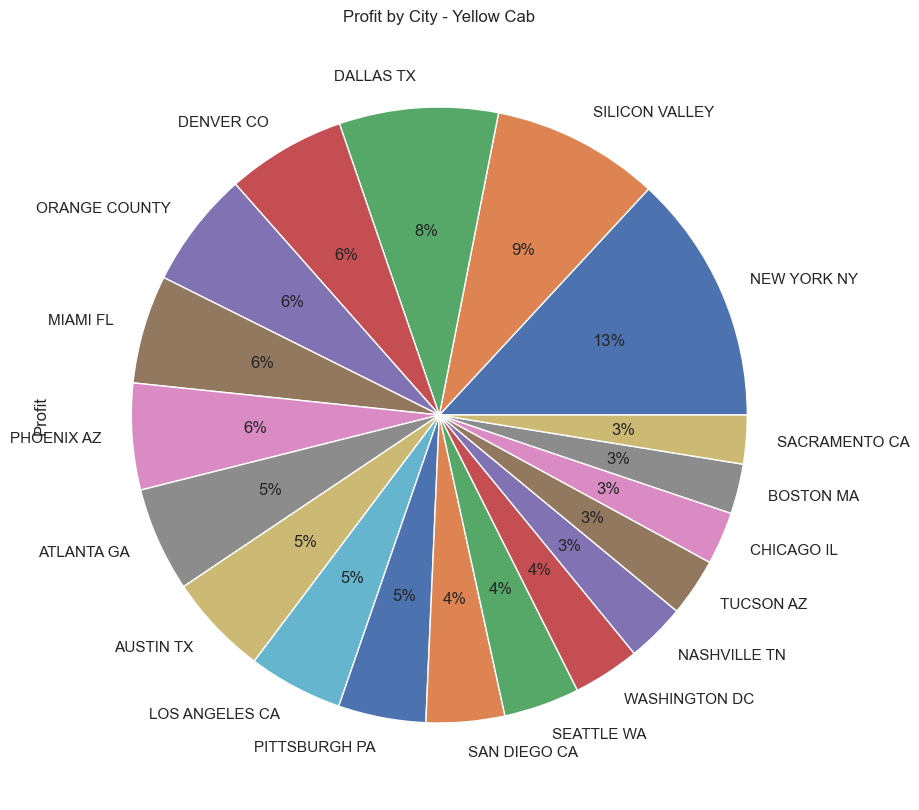 Profit by City - Yellow Cab
DALLAS TX
SILICON VALLEY
DENVER CO
ORANGE COUNTY
8%
9%
6%
NEW YORK NY
6%
MIAMI FL
13%
6%
Profit
PHOENIX AZ
6%
3%
SACRAMENTO CA
3%
5%
3%
BOSTON MA
3%
ATLANTA GA
5%
3%
CHICAGO IL
5%
4%
4%
5%
4%
TUCSON AZ
AUSTIN TX
NASHVILLE TN
WASHINGTON DC
LOS ANGELES CA
SEATTLE WA
PITTSBURGH PA
SAN DIEGO CA